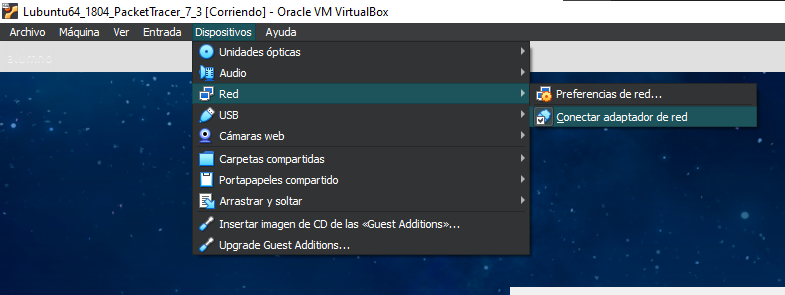 Lubuntu64_1804_PacketTracer_7_3 [Corriendo] - Oracle VM VirtualBox
Archivo Máquina Ver Entrada Dispositivos Ayuda
alumno
Unidades ópticas
Audio
Red
USB
Cámaras web
Carpetas compartidas
Portapapeles compartido
Arrastrar y soltar
Insertar imagen de CD de las «Guest Additions»...
Upgrade Guest Additions...
Preferencias de red...
Conectar adaptador de red